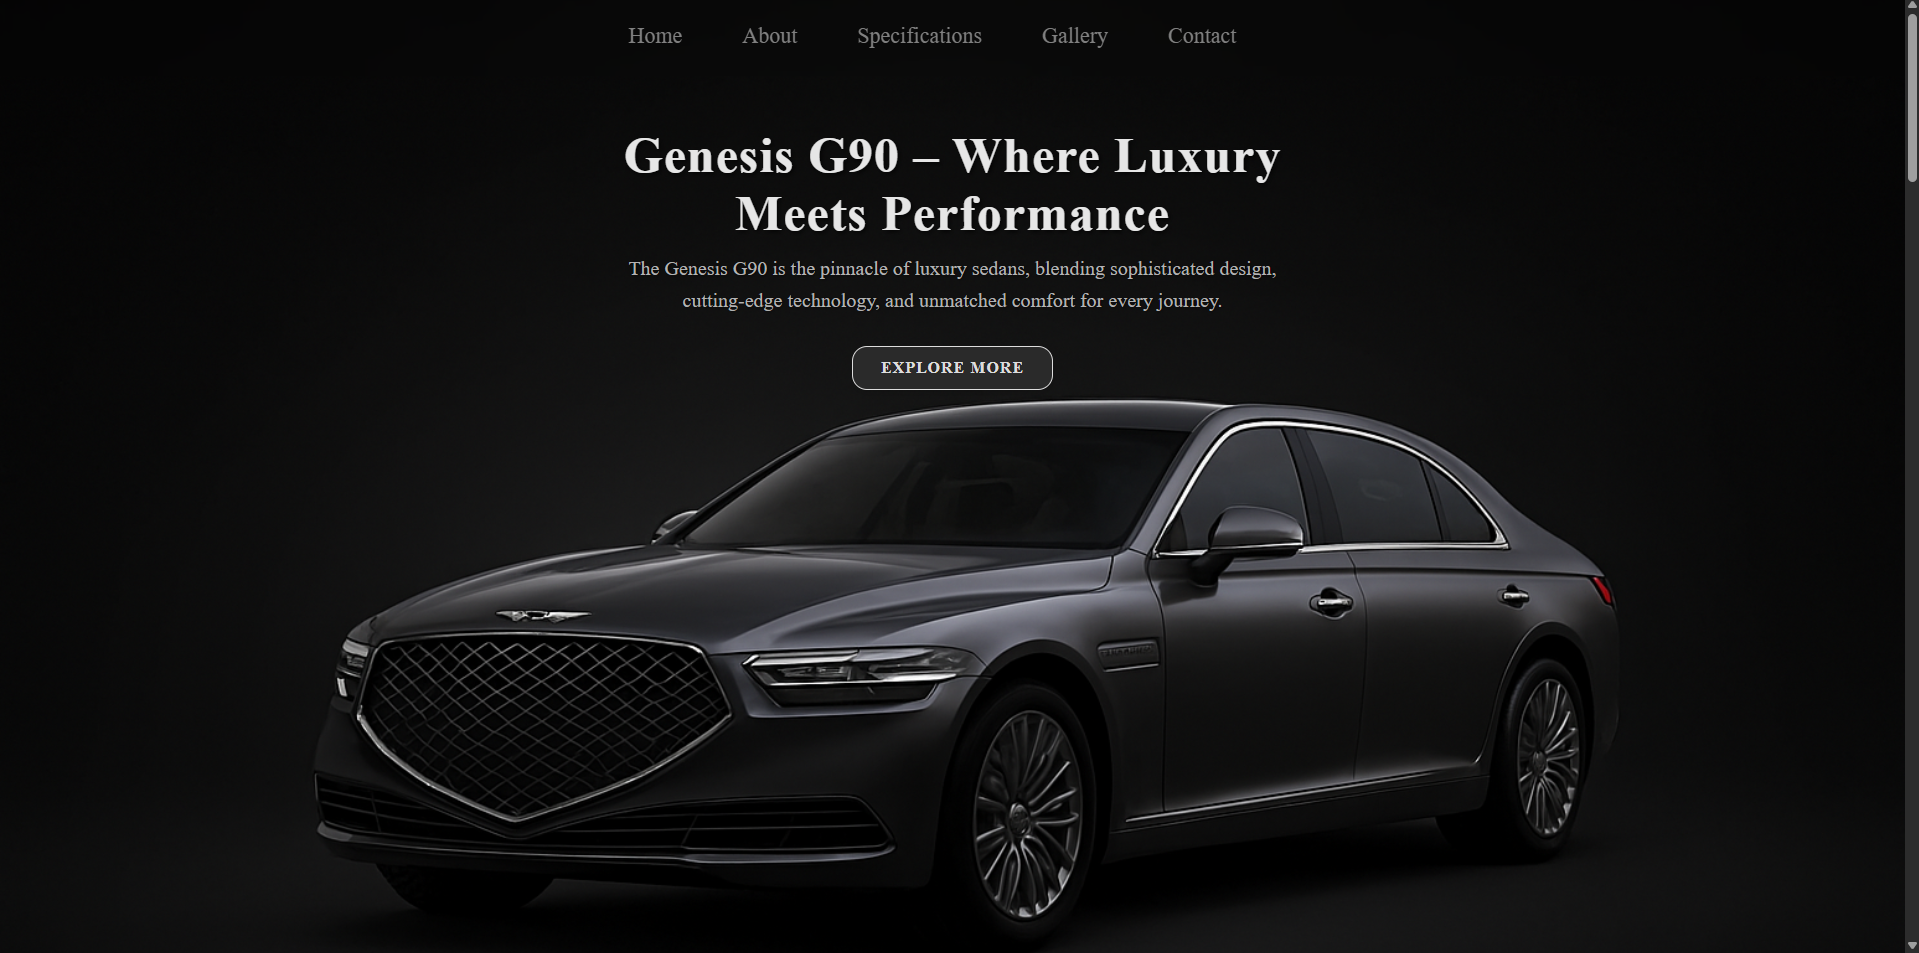 Home About Specifications Gallery Contact
Genesis G90 – Where Luxury
Meets Performance
The Genesis G90 is the pinnacle of luxury sedans, blending sophisticated design,
cutting-edge technology, and unmatched comfort for every journey.
EXPLORE MORE